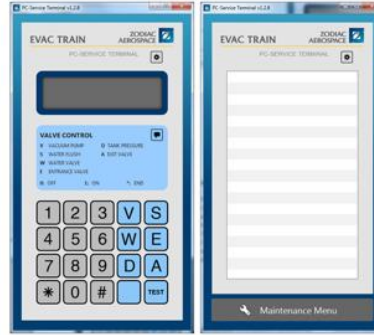 PC-Service Terminal v1.2.8
EVAC TRAIN
ZODIAC
AEROSPACE
PC-SERVICE TERMINAL
VALVE CONTROL
V VACUUM PUMP D TANK PRESSURE
S WATER FLUSH A EXIT VALVE
W WATER VALVE
E ENTRANCE VALVE
0: OFF 1: ON *: END
1 2 3 V S
4 5 6 W E
7 8 9 D A
* 0 # TEST
PC-Service Terminal v1.2.8
EVAC TRAIN
ZODIAC
AEROSPACE
PC-SERVICE TERMINAL
Maintenance Menu